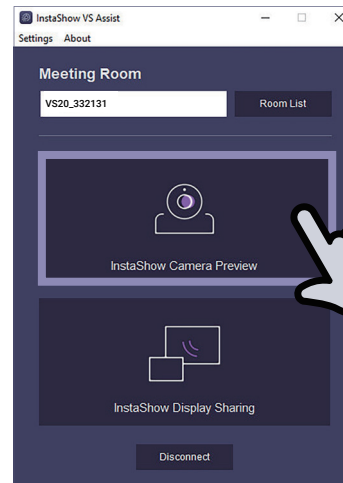 InstaShow VS Assist
Settings About
Meeting Room
VS20_332131 Room List
InstaShow Camera Preview
InstaShow Display Sharing
Disconnect